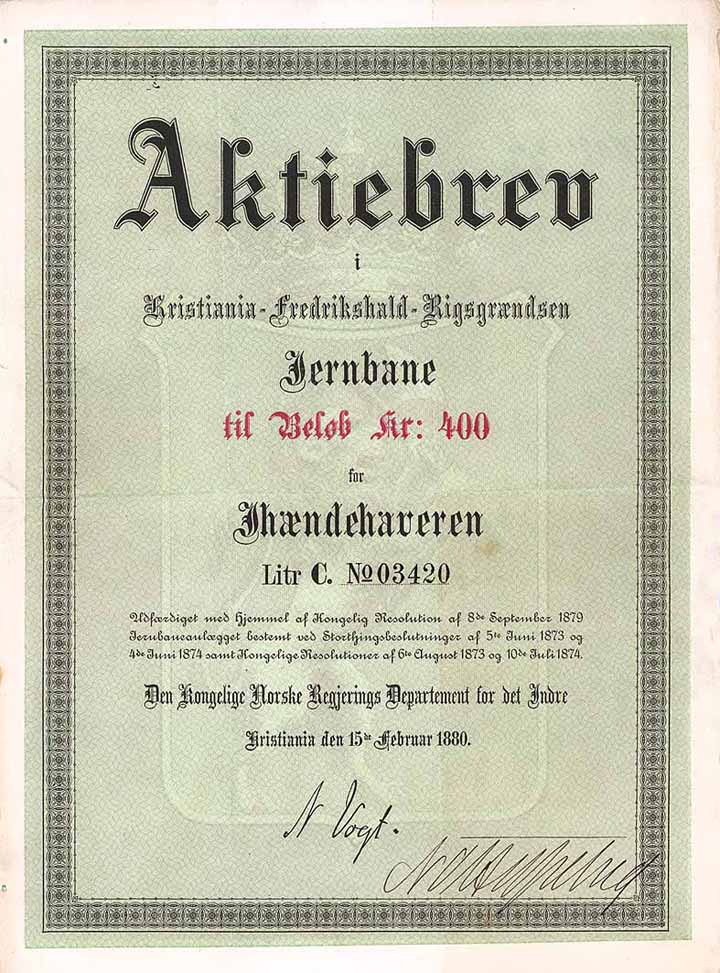 Aktiebrev
i
Kristiania-Fredrikshald-Rigsgrændsen
Jernbane
til Beløb Kr: 400
for
Ihændehaveren
Litr C. No 03420
Udfærdiget med Hjemmel af Kongelig Resolution af 8de September 1879
Jernbaneanlægget bestemt ved Storthingsbeslutninger af 5te Juni 1873 og
4de Juni 1874 samt Kongelige Resolutioner af 6te August 1873 og 10de Juli 1874.
Den Kongelige Norske Regjerings Departement for det Indre
Kristiania den 15de Februar 1880.
N Vogt.